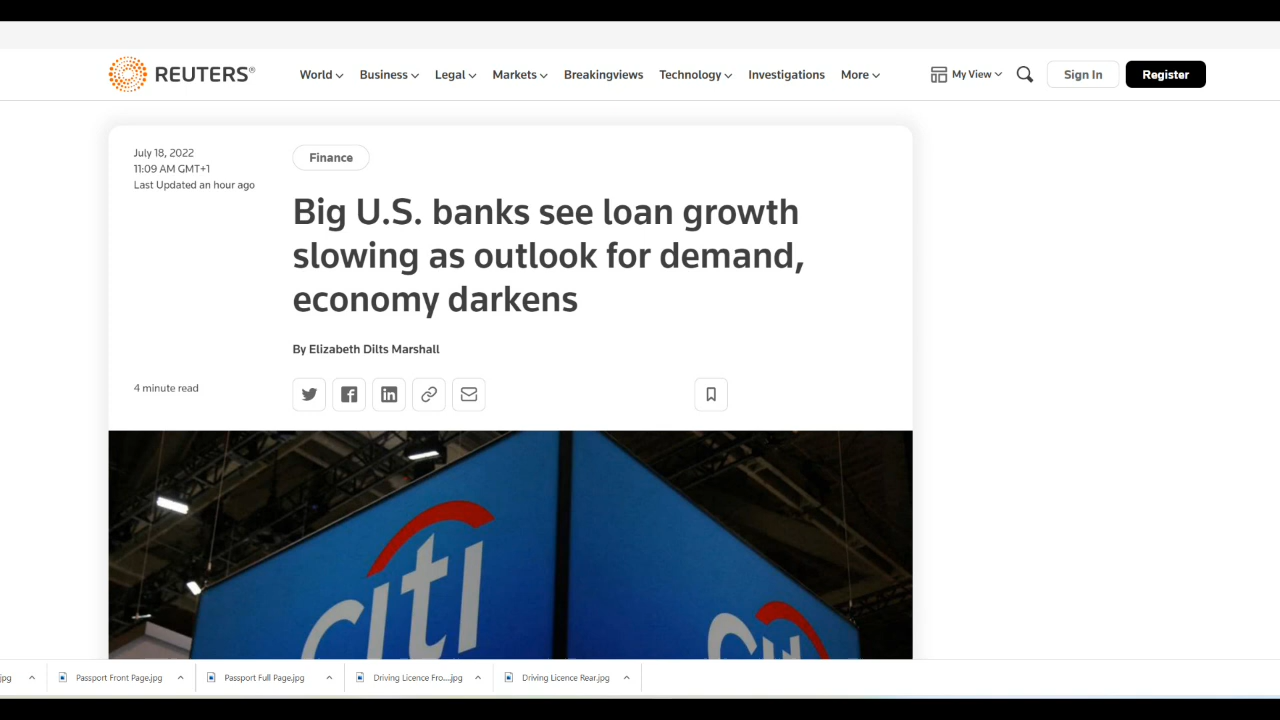 REUTERS®
World
Business
Legal
Markets
Breakingviews
Technology
Investigations
More
My View
Sign In
Register
July 18, 2022
11:09 AM GMT+1
Last Updated an hour ago
Finance
Big U.S. banks see loan growth
slowing as outlook for demand,
economy darkens
By Elizabeth Dilts Marshall
4 minute read
citi
citi
jpg
Passport Front Page.jpg
Passport Full Page.jpg
Driving Licence Fro...jpg
Driving Licence Rear.jpg